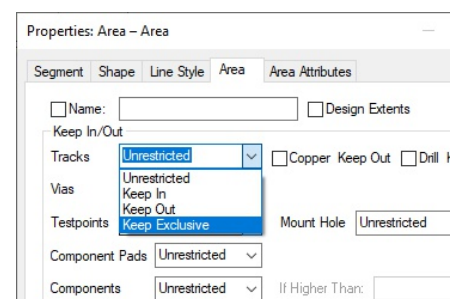 Properties: Area – Area
Segment Shape Line Style Area Area Attributes
Name: Design Extents
Keep In/Out
Tracks Unrestricted Copper Keep Out Drill
Unrestricted
Vias Keep In
Keep Out
Testpoints Keep Exclusive Mount Hole Unrestricted
Component Pads Unrestricted
Components Unrestricted If Higher Than: